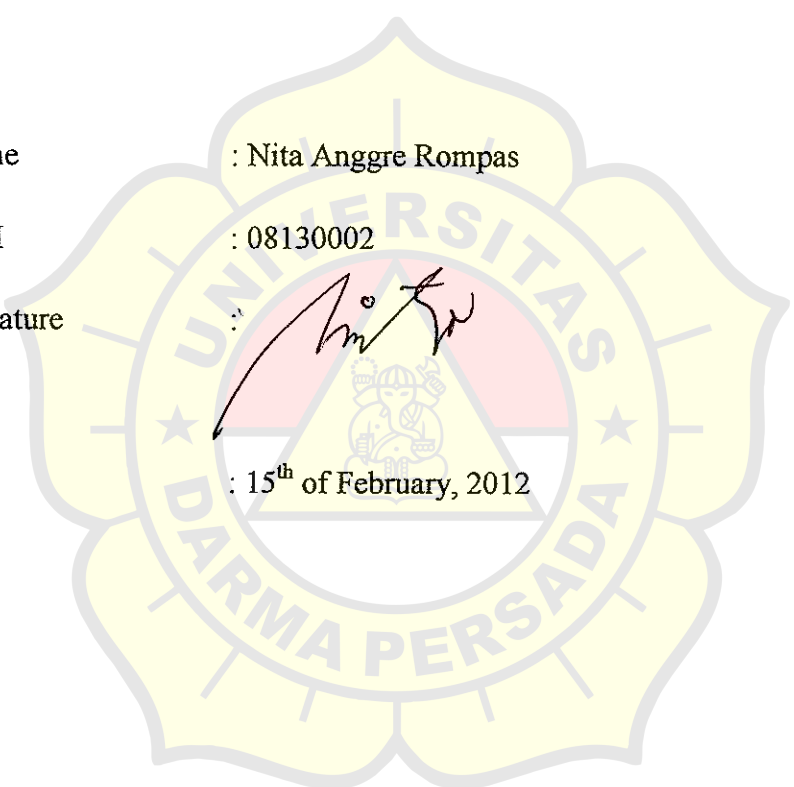 ne : Nita Anggre Rompas
I : 08130002
ature :
: 15th of February, 2012
UNIVERSITAS
DARMA PERSADA